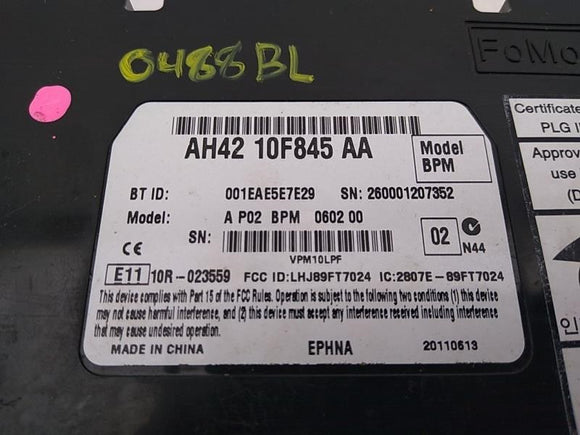 0488BL
FoMo
AH42 10F845 AA
Model
BPM
BT ID: 001EAE5E7E29 SN: 260001207352
Model: A P02 BPM 0602 00
SN:
02
N44
VPM10LPF
CE
E11 10R-023559 FCC ID:LHJ89FT7024 IC:2807E-89FT7024
This device complies with Part 15 of the FCC Rules. Operation is subject to the following two conditions (1) this device
may not cause harmful interference, and (2) this device must accept any interference received including interference
that may cause undesired operation.
MADE IN CHINA EPHNA 20110613
Certificate
PLG I
Approv
use
(D
인